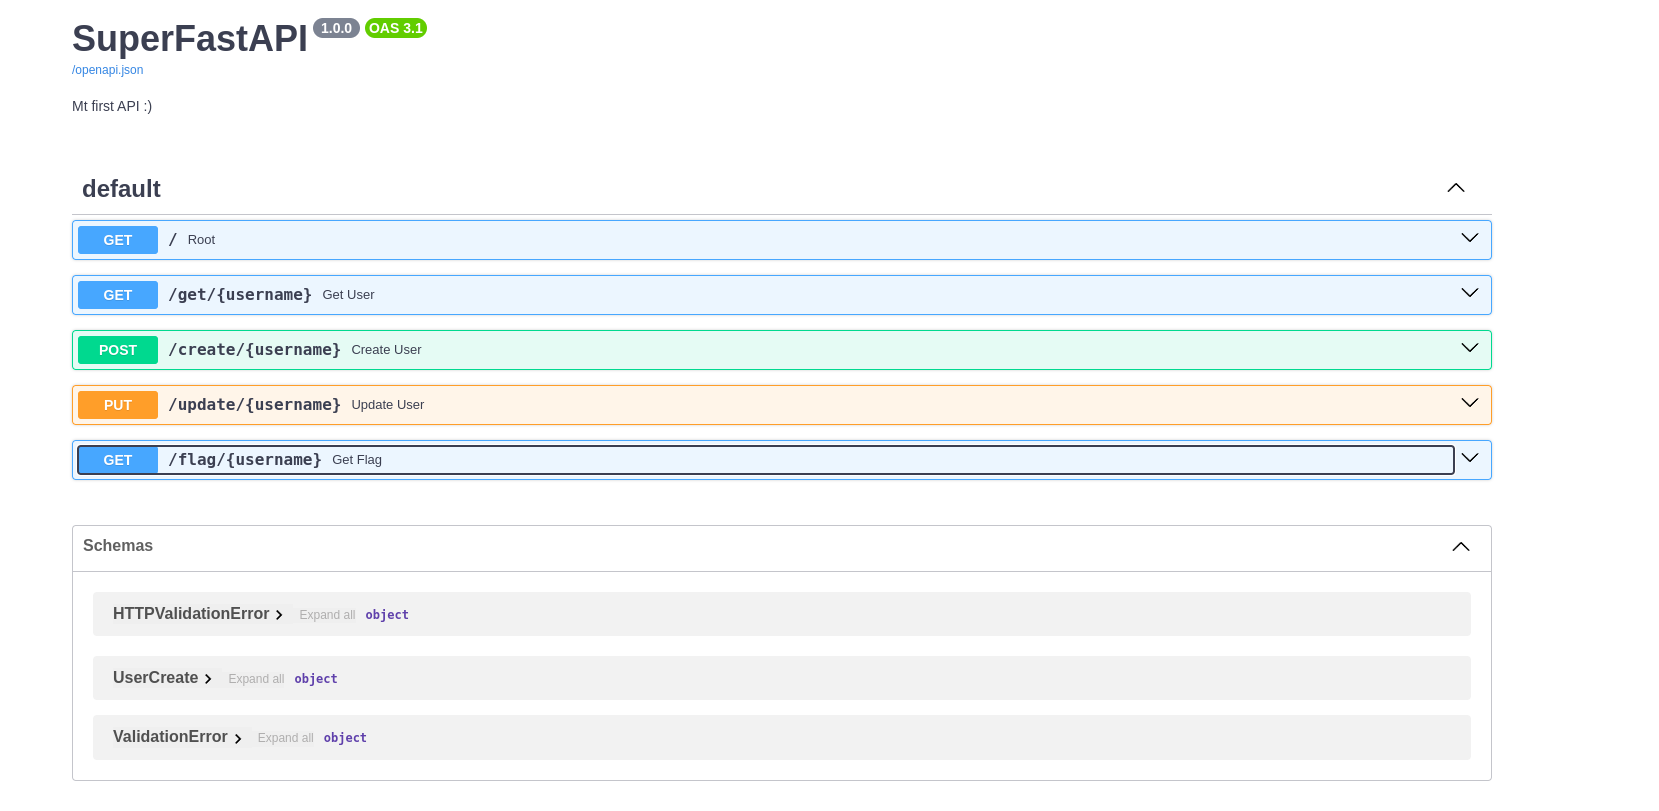 SuperFastAPI 1.0.0 OAS 3.1
/openapi.json
Mt first API :)
default
GET / Root
GET /get/{username} Get User
POST /create/{username} Create User
PUT /update/{username} Update User
GET /flag/{username} Get Flag
Schemas
HTTPValidationError Expand all object
UserCreate Expand all object
ValidationError Expand all object